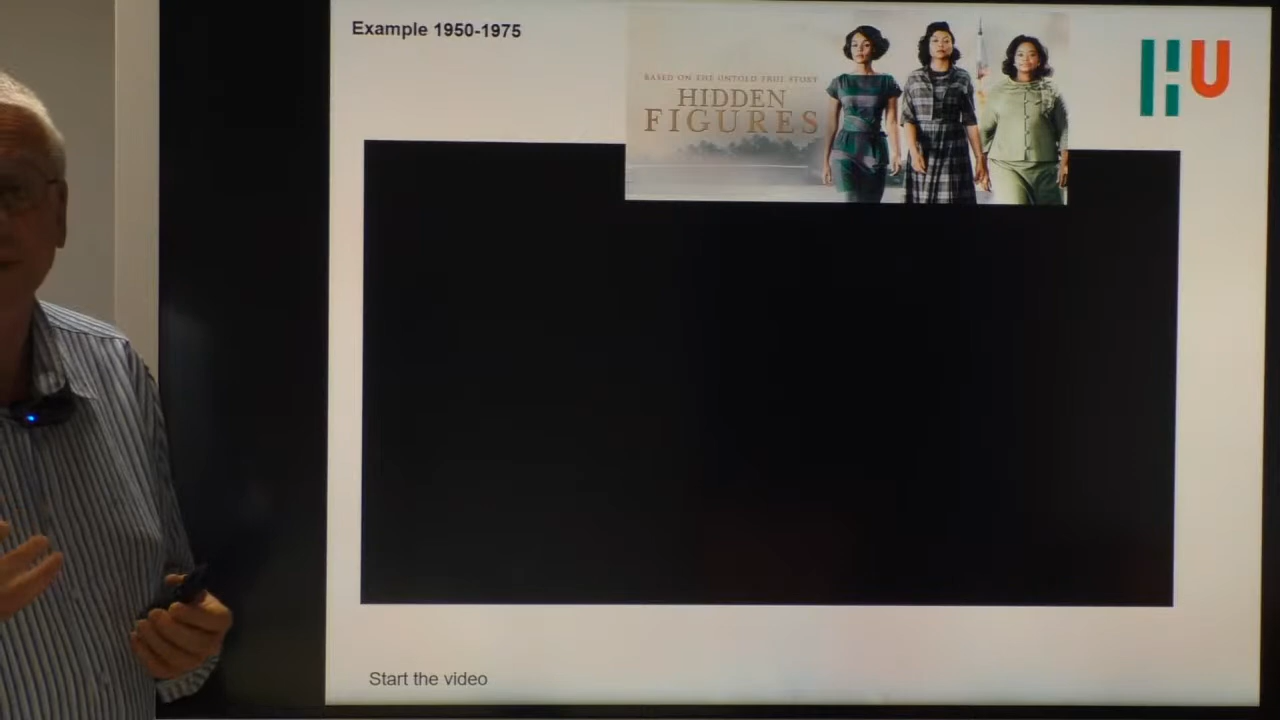 Example 1950-1975
BASED ON THE UNTOLD TRUE STORY
HIDDEN
FIGURES
HU
Start the video